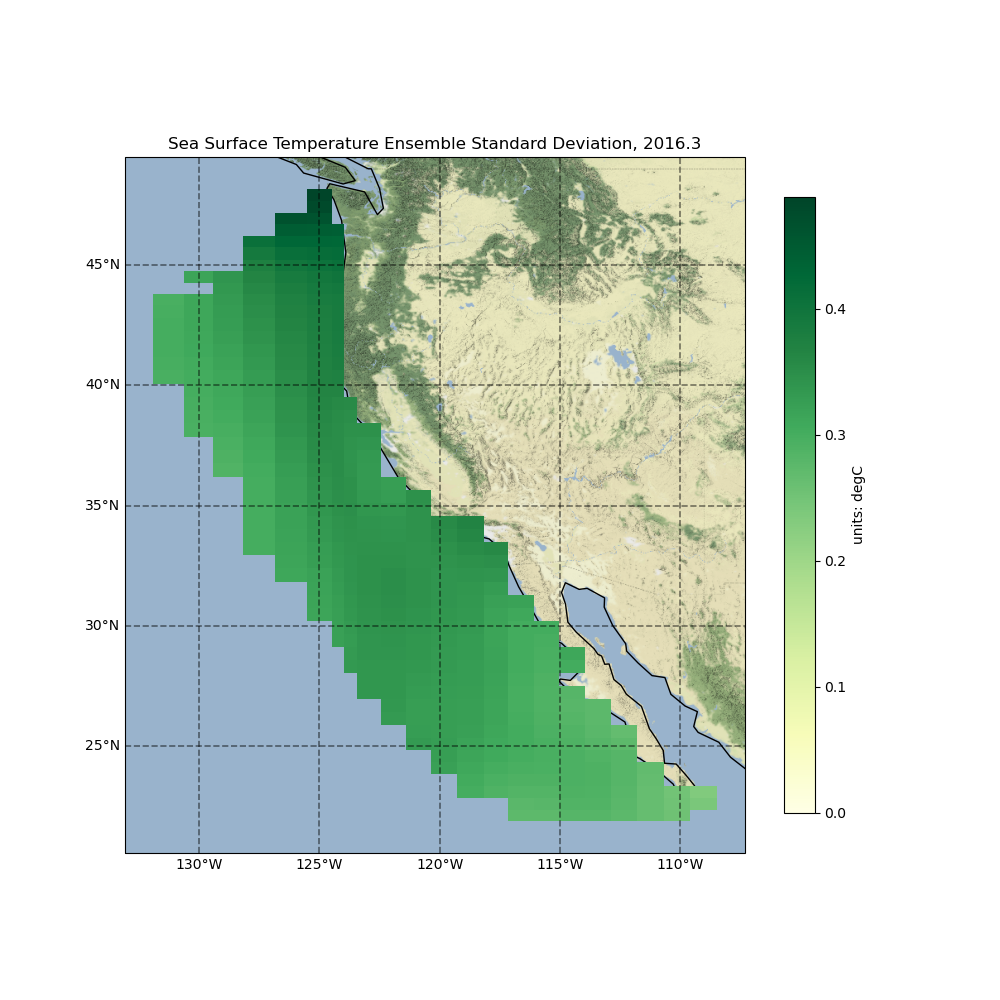 Sea Surface Temperature Ensemble Standard Deviation, 2016.3
45°N
40°N
35°N
30°N
25°N
130°W
125°W
120°W
115°W
110°W
0.4
0.3
0.2
0.1
0.0
units: degC